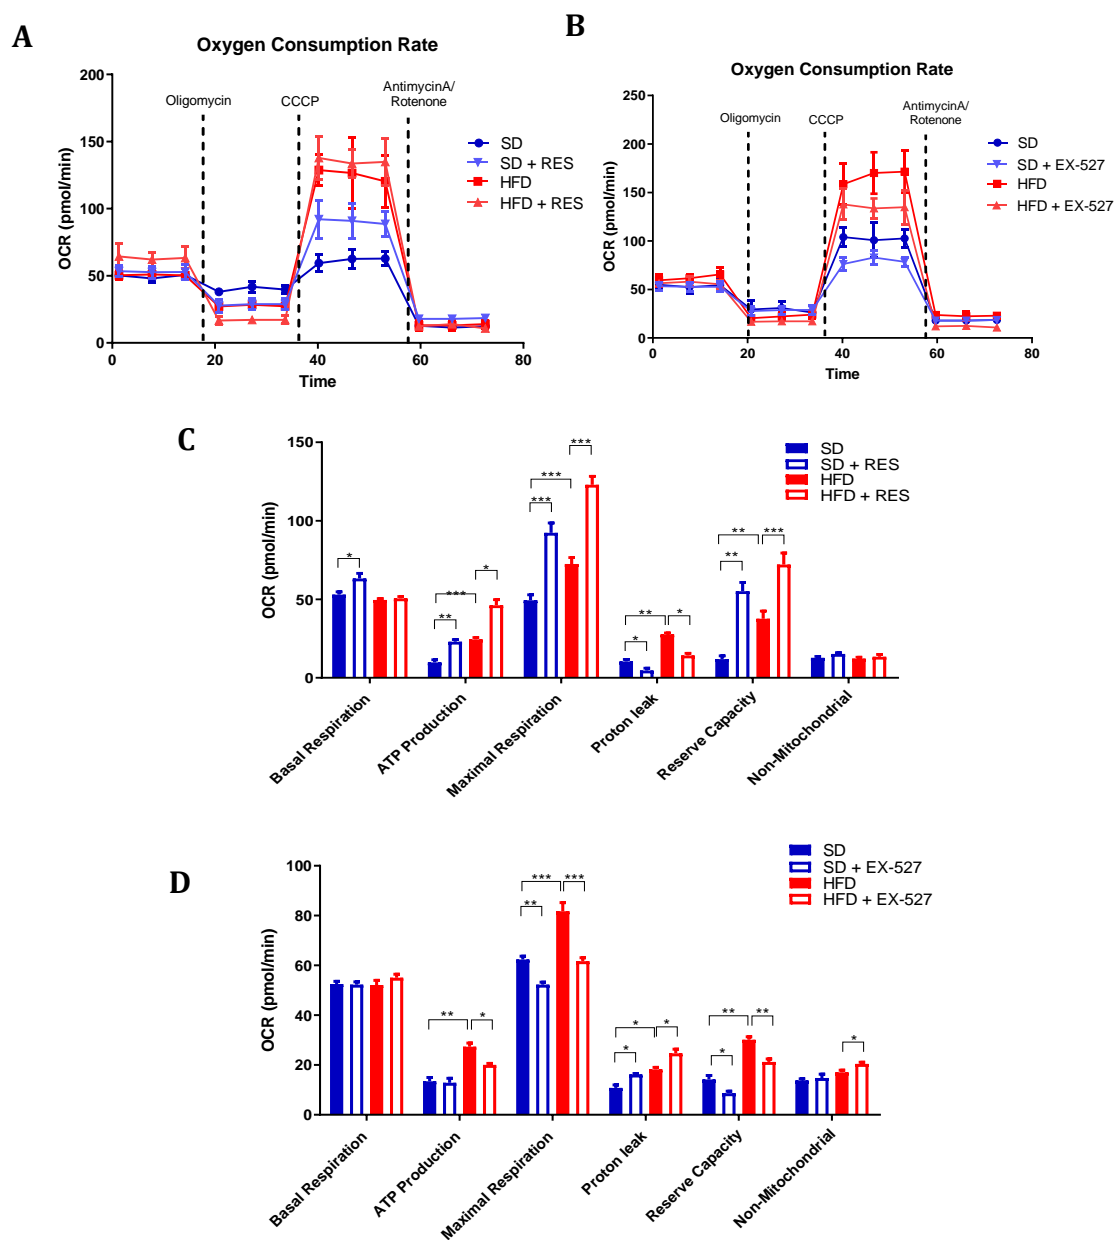 A
Oxygen Consumption Rate
OCR (pmol/min)
200
150
100
50
0
0
20
40
60
80
Time
Oligomycin
CCCP
AntimycinA/
Rotenone
SD
SD + RES
HFD
HFD + RES
B
Oxygen Consumption Rate
OCR (pmol/min)
250
200
150
100
50
0
0
20
40
60
80
Time
Oligomycin
CCCP
AntimycinA/
Rotenone
SD
SD + EX-527
HFD
HFD + EX-527
C
OCR (pmol/min)
150
100
50
0
*
**
***
*
***
***
***
*
**
*
**
**
***
SD
SD + RES
HFD
HFD + RES
Basal Respiration
ATP Production
Maximal Respiration
Proton leak
Reserve Capacity
Non-Mitochondrial
D
OCR (pmol/min)
100
80
60
40
20
0
**
*
**
***
***
*
*
*
*
**
**
*
SD
SD + EX-527
HFD
HFD + EX-527
Basal Respiration
ATP Production
Maximal Respiration
Proton leak
Reserve Capacity
Non-Mitochondrial